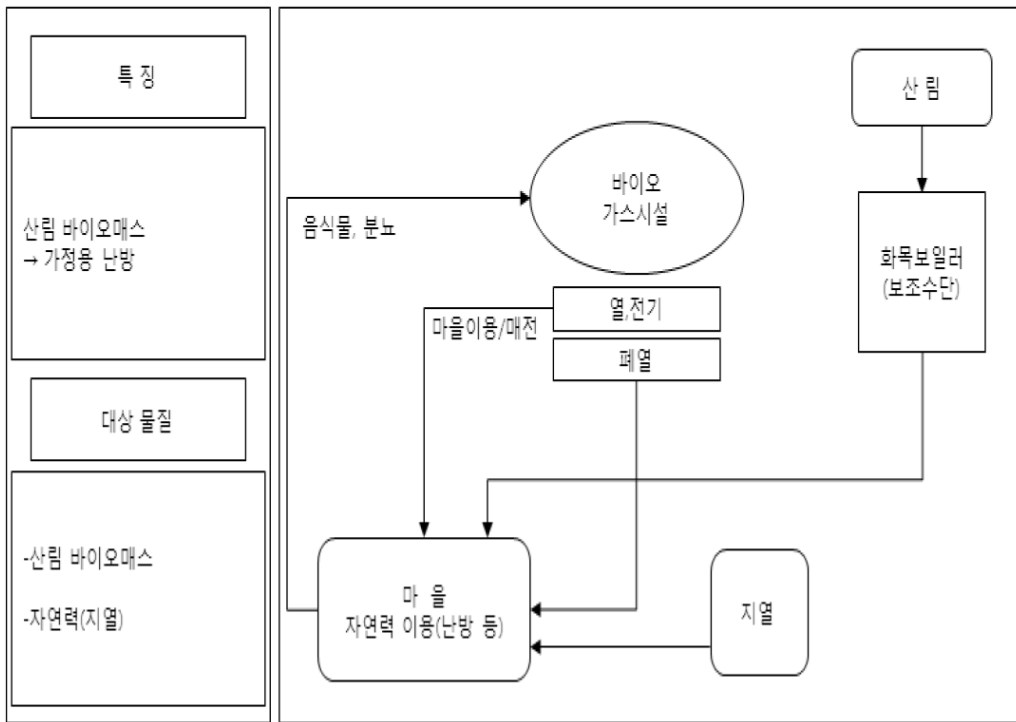 특 징
산림 바이오매스
→ 가정용 난방
대상 물질
-산림 바이오매스
-자연력(지열)
산 림
바이오
가스시설
음식물, 분뇨
화목보일러
(보조수단)
열,전기
마을이용/매전
폐열
마 을
자연력 이용(난방 등)
지열